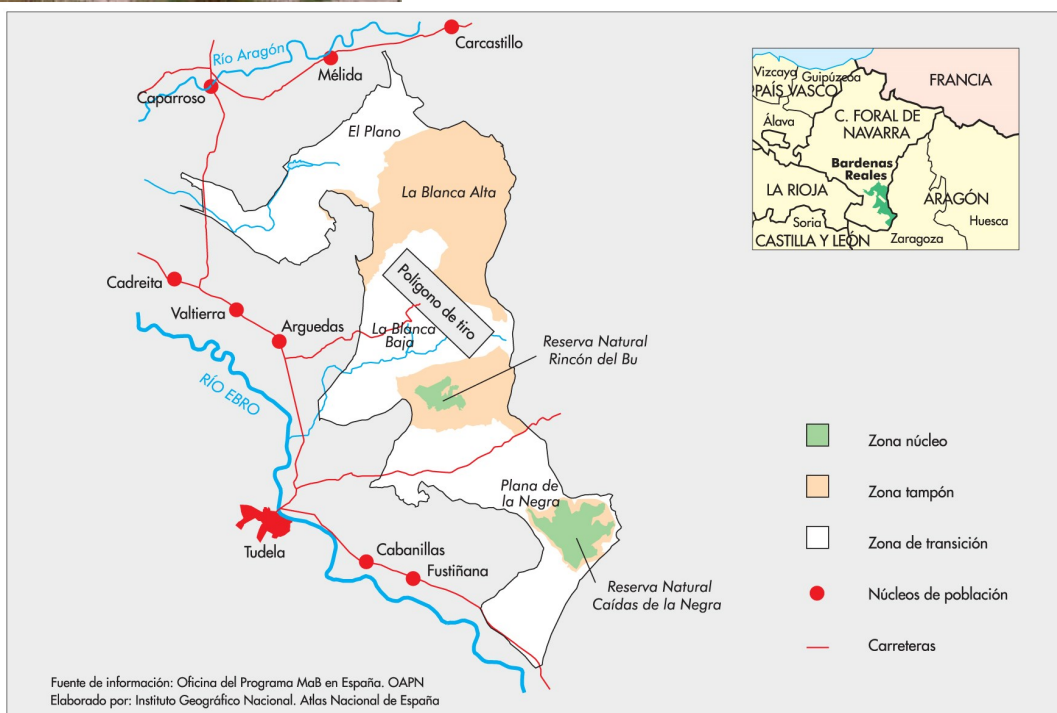 Río Aragón
Carcastillo
Mélida
Caparroso
El Plano
La Blanca Alta
Cadreita
Valtierra
Arguedas
Polígono de tiro
La Blanca
Baja
RÍO EBRO
Reserva Natural
Rincón del Bu
Plana de
la Negra
Tudela
Cabanillas
Fustiñana
Reserva Natural
Caídas de la Negra
Vizcaya
Guipúzcoa
PAÍS VASCO
FRANCIA
Álava
C. FORAL DE
NAVARRA
Bardenas
Reales
LA RIOJA
ARAGÓN
Soria
Huesca
CASTILLA Y LEÓN
Zaragoza
Zona núcleo
Zona tampón
Zona de transición
Núcleos de población
Carreteras
Fuente de información: Oficina del Programa MaB en España. OAPN
Elaborado por: Instituto Geográfico Nacional. Atlas Nacional de España